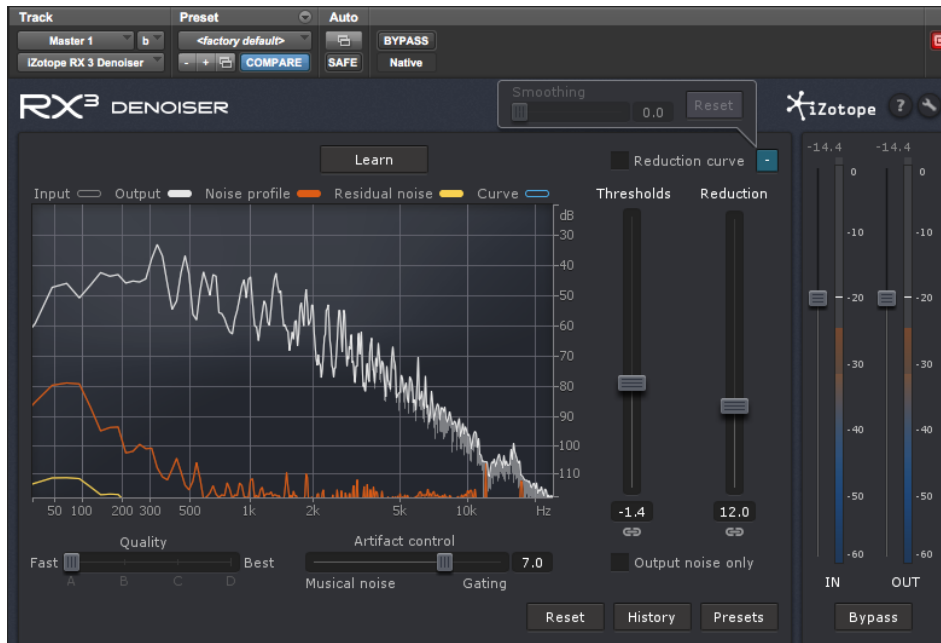 Track Preset Auto
Master 1 b <factory default> BYPASS
iZotope RX 3 Denoiser - + COMPARE SAFE Native
RX3 DENOISER Smoothing 0.0 Reset iZotope ?
Learn Reduction curve -
Input Output Noise profile Residual noise Curve Thresholds Reduction
-14.4 -14.4
dB
-30
-40
-50
-60
-70
-80
-90
-100
-110
50 100 200 300 500 1k 2k 5k 10k Hz
-1.4 12.0
0 0
-10 -10
-20 -20
-30 -30
-40 -40
-50 -50
-60 -60
IN OUT
Quality Artifact control
Fast Best 7.0 Output noise only
A B C D Musical noise Gating
Reset History Presets Bypass